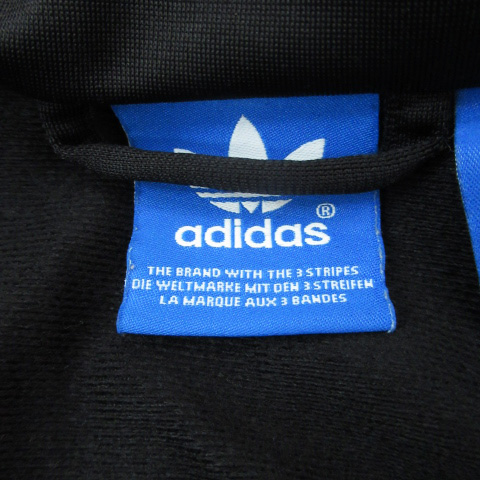 adidas®
THE BRAND WITH THE 3 STRIPES
DIE WELTMARKE MIT DEN 3 STREIFEN
LA MARQUE AUX 3 BANDES